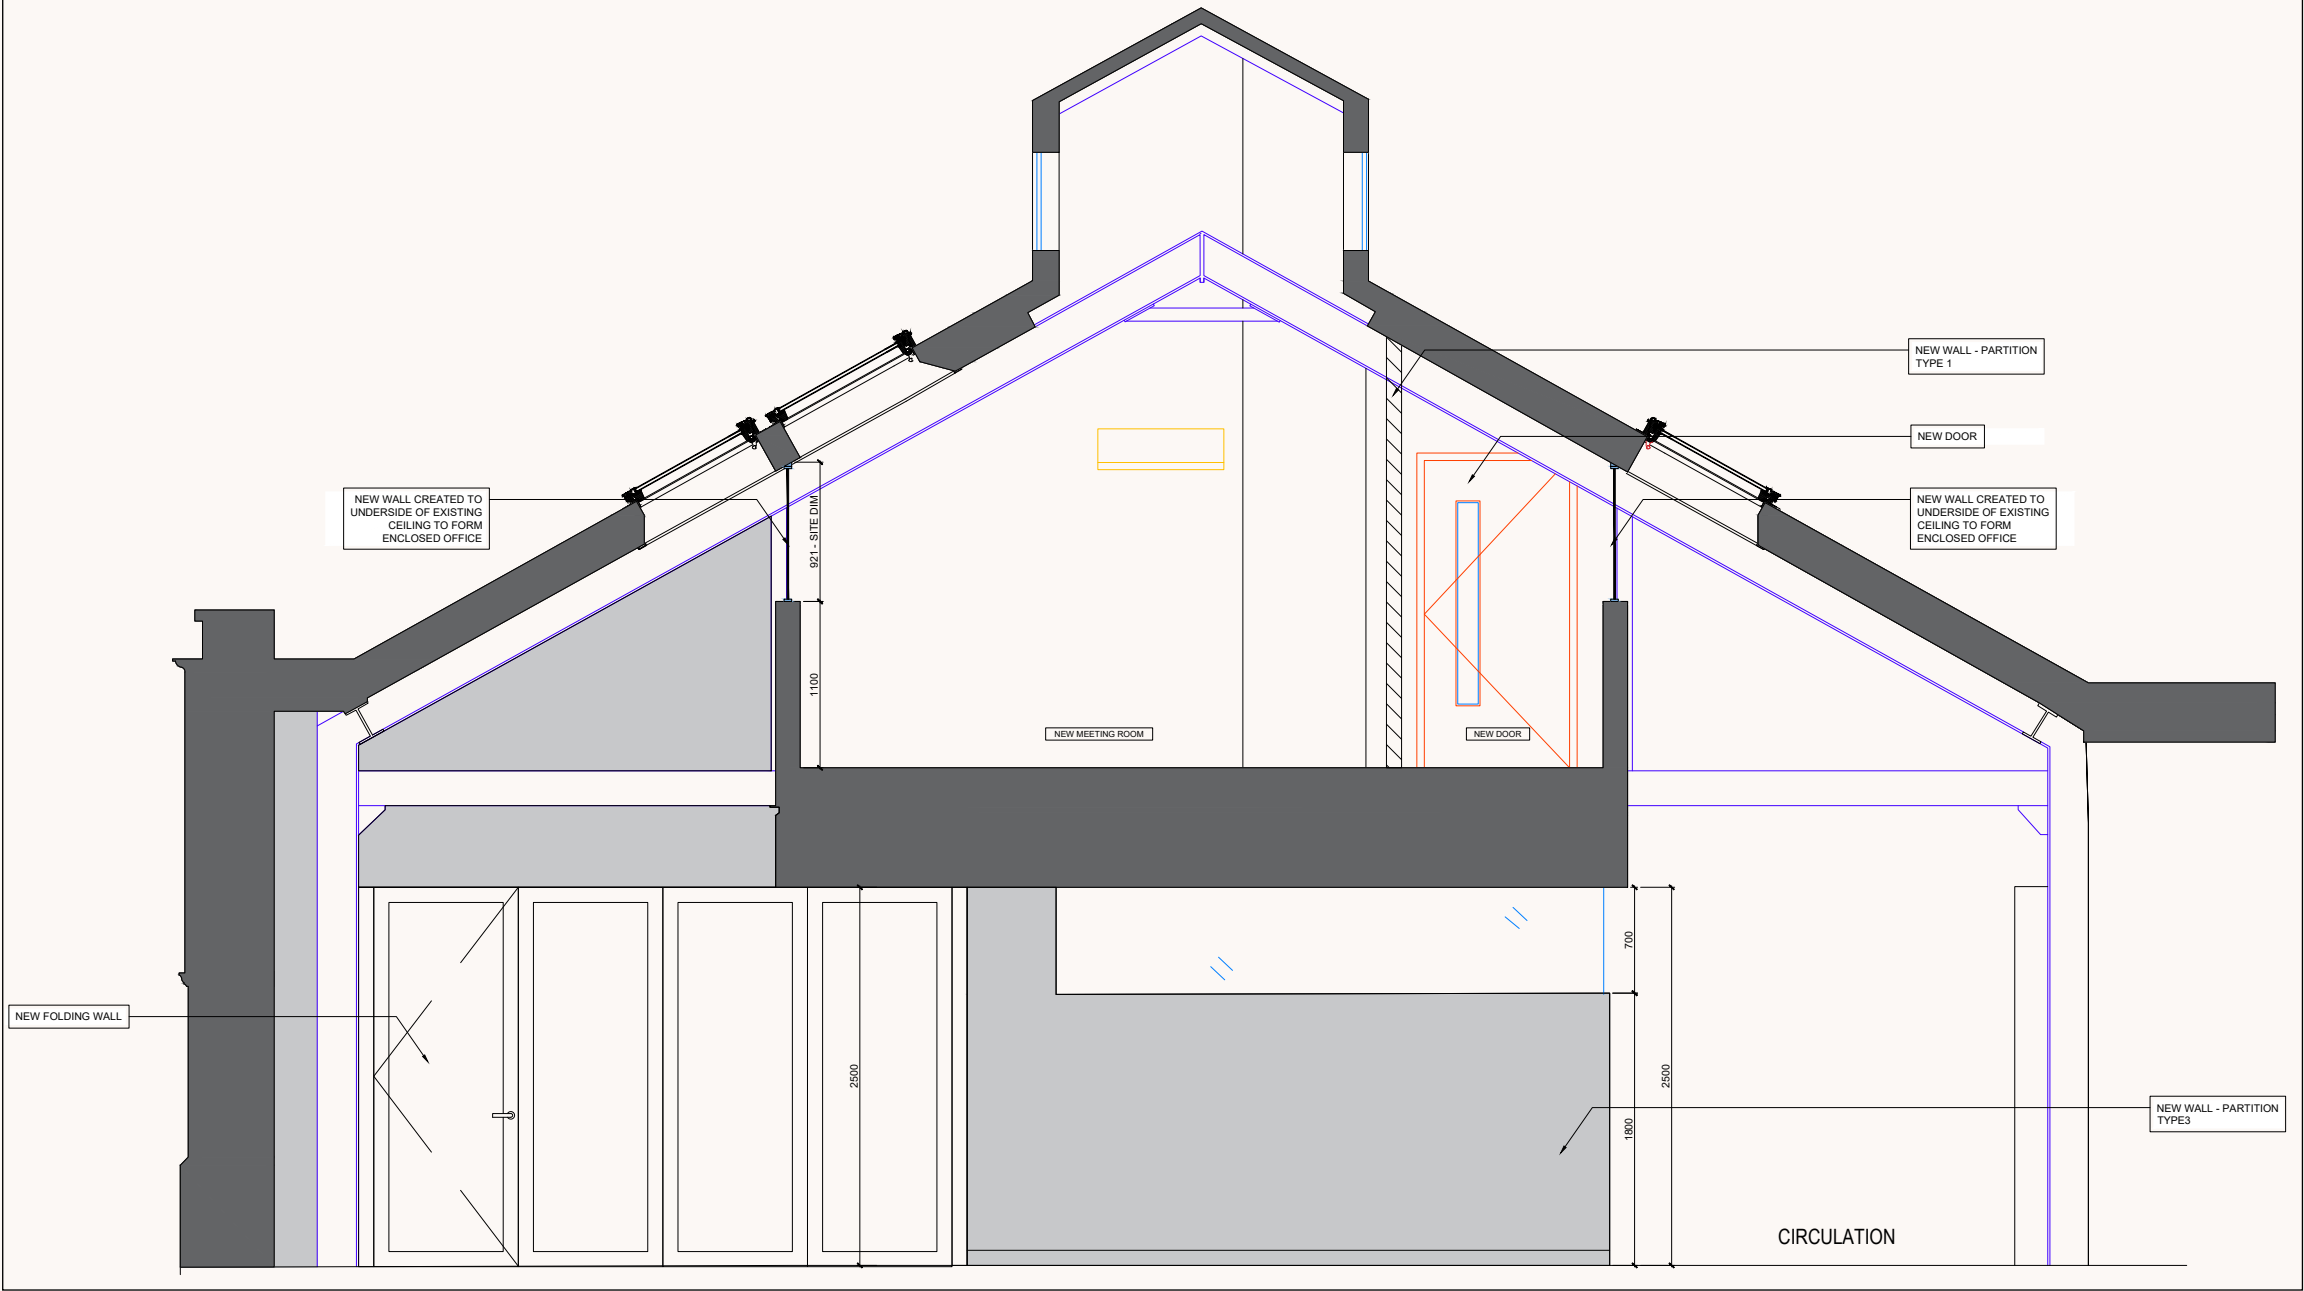 NEW WALL - PARTITION
TYPE 1
NEW DOOR
NEW WALL CREATED TO
UNDERSIDE OF EXISTING
CEILING TO FORM
ENCLOSED OFFICE
921 - SITE DIM
NEW WALL CREATED TO
UNDERSIDE OF EXISTING
CEILING TO FORM
ENCLOSED OFFICE
1100
NEW MEETING ROOM
NEW DOOR
700
NEW FOLDING WALL
2500
2500
1800
NEW WALL - PARTITION
TYPE3
CIRCULATION